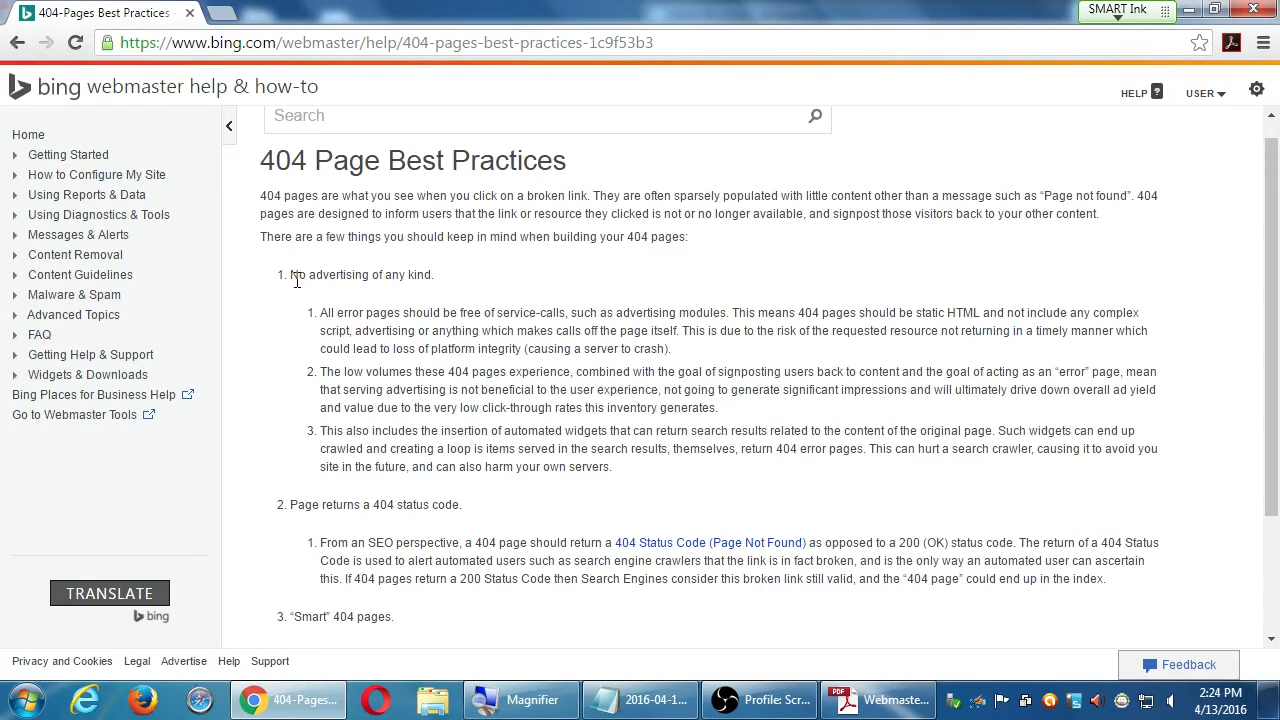 404-Pages Best Practices -
SMART Ink
https://www.bing.com/webmaster/help/404-pages-best-practices-1c9f53b3
bing webmaster help & how-to
HELP ?
USER
Search
Home
Getting Started
How to Configure My Site
Using Reports & Data
Using Diagnostics & Tools
Messages & Alerts
Content Removal
Content Guidelines
Malware & Spam
Advanced Topics
FAQ
Getting Help & Support
Widgets & Downloads
Bing Places for Business Help
Go to Webmaster Tools
TRANSLATE
bing
404 Page Best Practices
404 pages are what you see when you click on a broken link. They are often sparsely populated with little content other than a message such as “Page not found”. 404
pages are designed to inform users that the link or resource they clicked is not or no longer available, and signpost those visitors back to your other content.
There are a few things you should keep in mind when building your 404 pages:
1. No advertising of any kind.
1. All error pages should be free of service-calls, such as advertising modules. This means 404 pages should be static HTML and not include any complex
script, advertising or anything which makes calls off the page itself. This is due to the risk of the requested resource not returning in a timely manner which
could lead to loss of platform integrity (causing a server to crash).
2. The low volumes these 404 pages experience, combined with the goal of signposting users back to content and the goal of acting as an “error” page, mean
that serving advertising is not beneficial to the user experience, not going to generate significant impressions and will ultimately drive down overall ad yield
and value due to the very low click-through rates this inventory generates.
3. This also includes the insertion of automated widgets that can return search results related to the content of the original page. Such widgets can end up
crawled and creating a loop is items served in the search results, themselves, return 404 error pages. This can hurt a search crawler, causing it to avoid you
site in the future, and can also harm your own servers.
2. Page returns a 404 status code.
1. From an SEO perspective, a 404 page should return a 404 Status Code (Page Not Found) as opposed to a 200 (OK) status code. The return of a 404 Status
Code is used to alert automated users such as search engine crawlers that the link is in fact broken, and is the only way an automated user can ascertain
this. If 404 pages return a 200 Status Code then Search Engines consider this broken link still valid, and the “404 page” could end up in the index.
3. “Smart” 404 pages.
Privacy and Cookies
Legal
Advertise
Help
Support
Feedback
404-Pages...
Magnifier
2016-04-1...
Profile: Scr...
PDF
Webmaste...
2:24 PM
4/13/2016